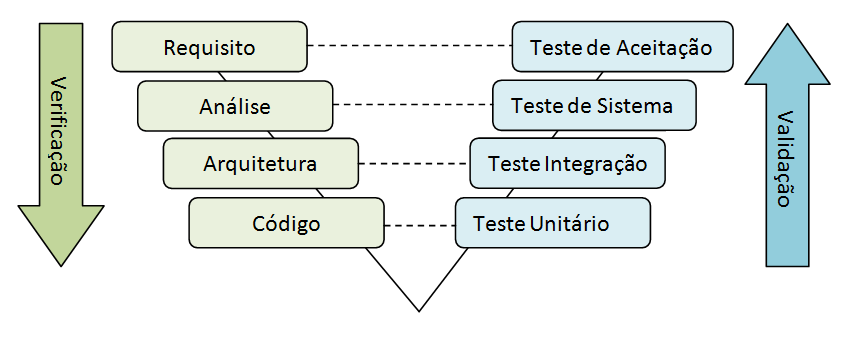 Verificação
Requisito
Teste de Aceitação
Análise
Teste de Sistema
Arquitetura
Teste Integração
Código
Teste Unitário
Validação